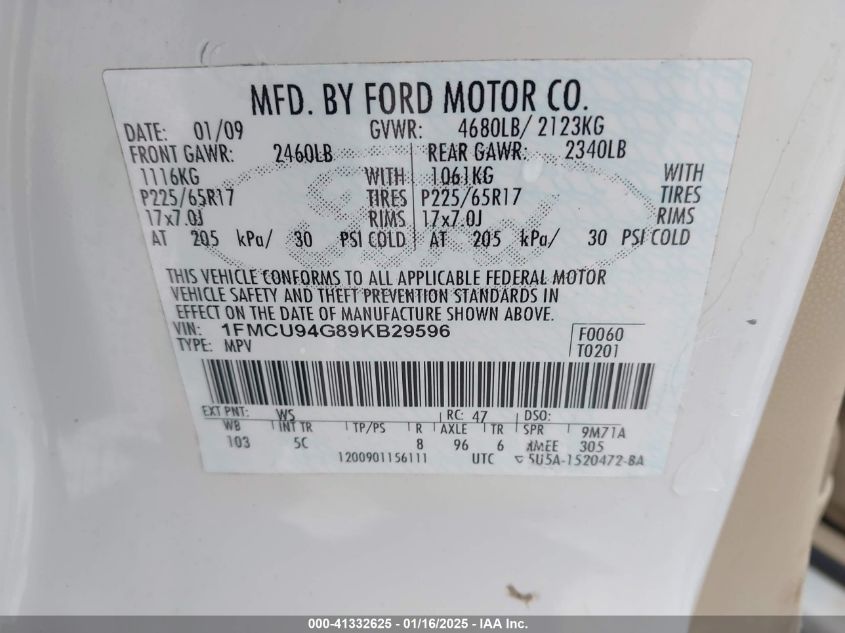 MFD. BY FORD MOTOR CO.
DATE: 01/09 GVWR: 4680LB/ 2123KG
FRONT GAWR: 2460LB REAR GAWR: 2340LB
1116KG WITH 1061KG WITH
P225/65R17 TIRES P225/65R17 TIRES
17x7.0J RIMS 17x7.0J RIMS
AT 205 kPa/ 30 PSI COLD AT 205 kPa/ 30 PSI COLD
THIS VEHICLE CONFORMS TO ALL APPLICABLE FEDERAL MOTOR
VEHICLE SAFETY AND THEFT PREVENTION STANDARDS IN
EFFECT ON THE DATE OF MANUFACTURE SHOWN ABOVE.
VIN: 1FMCU94G89KB29596 F0060
TYPE: MPV T0201
EXT PNT: WS RC: 47 DSO:
WB INT TR TP/PS R AXLE TR SPR 9M71A
103 5C 8 96 6 305
1200901156111 UTC 5U5A-1520472-BA
Ford
000-41332625 - 01/16/2025 - IAA Inc.